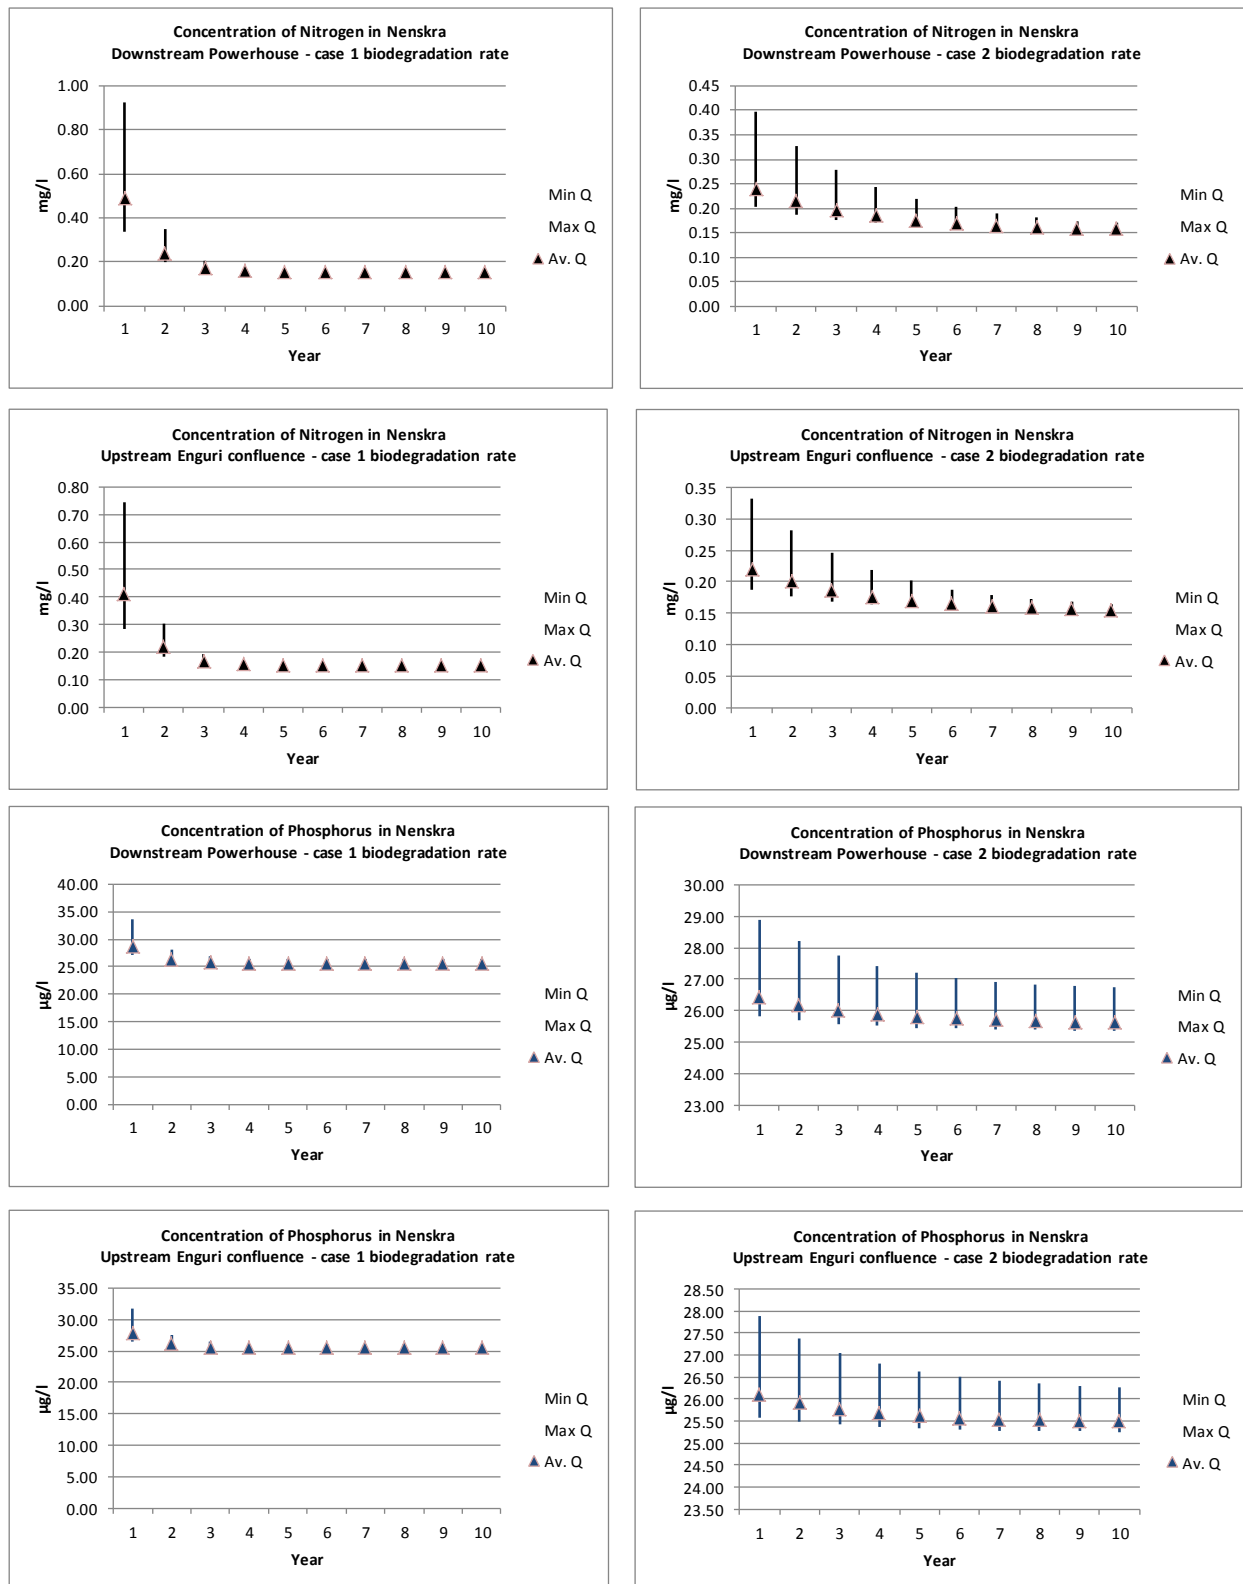 Concentration of Nitrogen in Nenskra
Downstream Powerhouse - case 1 biodegradation rate
1.00
0.80
0.60
0.40
0.20
0.00
mg/l
1 2 3 4 5 6 7 8 9 10
Year
Min Q
Max Q
Av. Q
Concentration of Nitrogen in Nenskra
Downstream Powerhouse - case 2 biodegradation rate
0.45
0.40
0.35
0.30
0.25
0.20
0.15
0.10
0.05
0.00
mg/l
1 2 3 4 5 6 7 8 9 10
Year
Min Q
Max Q
Av. Q
Concentration of Nitrogen in Nenskra
Upstream Enguri confluence - case 1 biodegradation rate
0.80
0.70
0.60
0.50
0.40
0.30
0.20
0.10
0.00
mg/l
1 2 3 4 5 6 7 8 9 10
Year
Min Q
Max Q
Av. Q
Concentration of Nitrogen in Nenskra
Upstream Enguri confluence - case 2 biodegradation rate
0.35
0.30
0.25
0.20
0.15
0.10
0.05
0.00
mg/l
1 2 3 4 5 6 7 8 9 10
Year
Min Q
Max Q
Av. Q
Concentration of Phosphorus in Nenskra
Downstream Powerhouse - case 1 biodegradation rate
40.00
35.00
30.00
25.00
20.00
15.00
10.00
5.00
0.00
µg/l
1 2 3 4 5 6 7 8 9 10
Year
Min Q
Max Q
Av. Q
Concentration of Phosphorus in Nenskra
Downstream Powerhouse - case 2 biodegradation rate
30.00
29.00
28.00
27.00
26.00
25.00
24.00
23.00
µg/l
1 2 3 4 5 6 7 8 9 10
Year
Min Q
Max Q
Av. Q
Concentration of Phosphorus in Nenskra
Upstream Enguri confluence - case 1 biodegradation rate
35.00
30.00
25.00
20.00
15.00
10.00
5.00
0.00
µg/l
1 2 3 4 5 6 7 8 9 10
Year
Min Q
Max Q
Av. Q
Concentration of Phosphorus in Nenskra
Upstream Enguri confluence - case 2 biodegradation rate
28.50
28.00
27.50
27.00
26.50
26.00
25.50
25.00
24.50
24.00
23.50
µg/l
1 2 3 4 5 6 7 8 9 10
Year
Min Q
Max Q
Av. Q